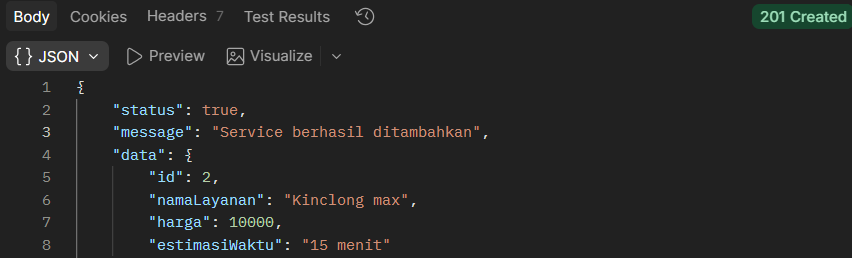 Body Cookies Headers 7 Test Results 201 Created
{} JSON Preview Visualize
1 {
2 "status": true,
3 "message": "Service berhasil ditambahkan",
4 "data": {
5 "id": 2,
6 "namaLayanan": "Kinclong max",
7 "harga": 10000,
8 "estimasiWaktu": "15 menit"